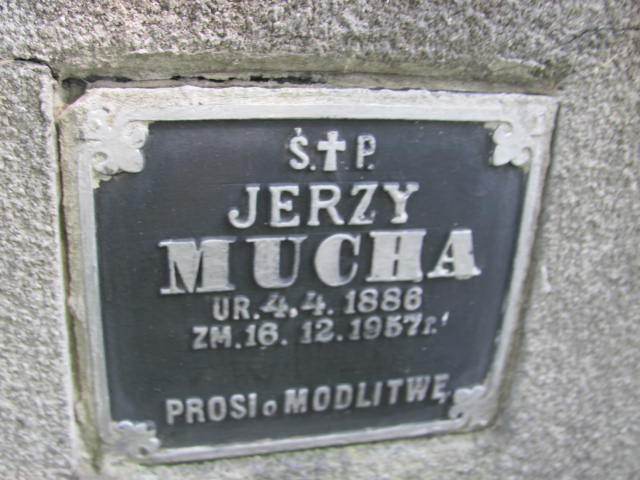 Ś.✝P.
JERZY
MUCHA
UR.4.4.1886
ZM.16.12.1957r.
PROSI o MODLITWĘ